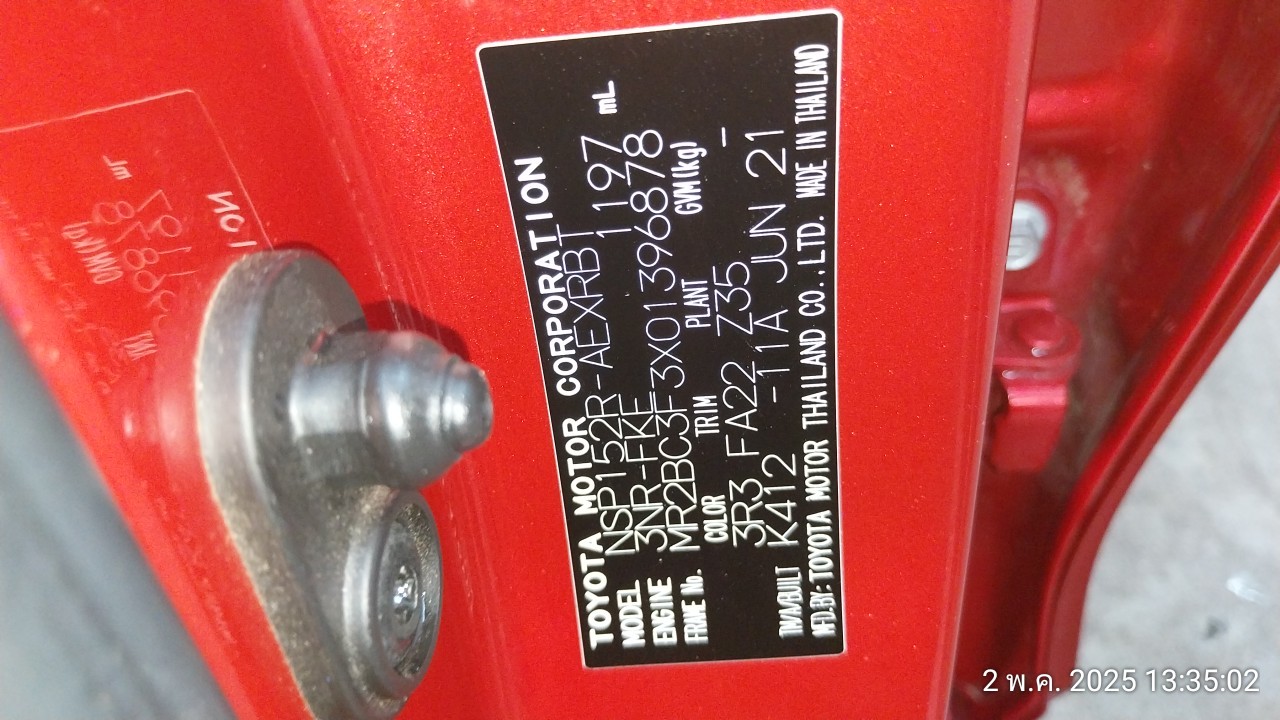 TOYOTA MOTOR CORPORATION
MODEL NSP152R-AEXRBT
ENGINE 3NR-FKE 1197 mL
FRAME No. MR2BC3F3X01396878
COLOR TRIM PLANT GVM(kg)
3R3 FA22 Z35 -
TM/A/BUILT K412 -11A JUN 21
MFD.BY:TOYOTA MOTOR THAILAND CO.,LTD. MADE IN THAILAND
2 พ.ค. 2025 13:35:02